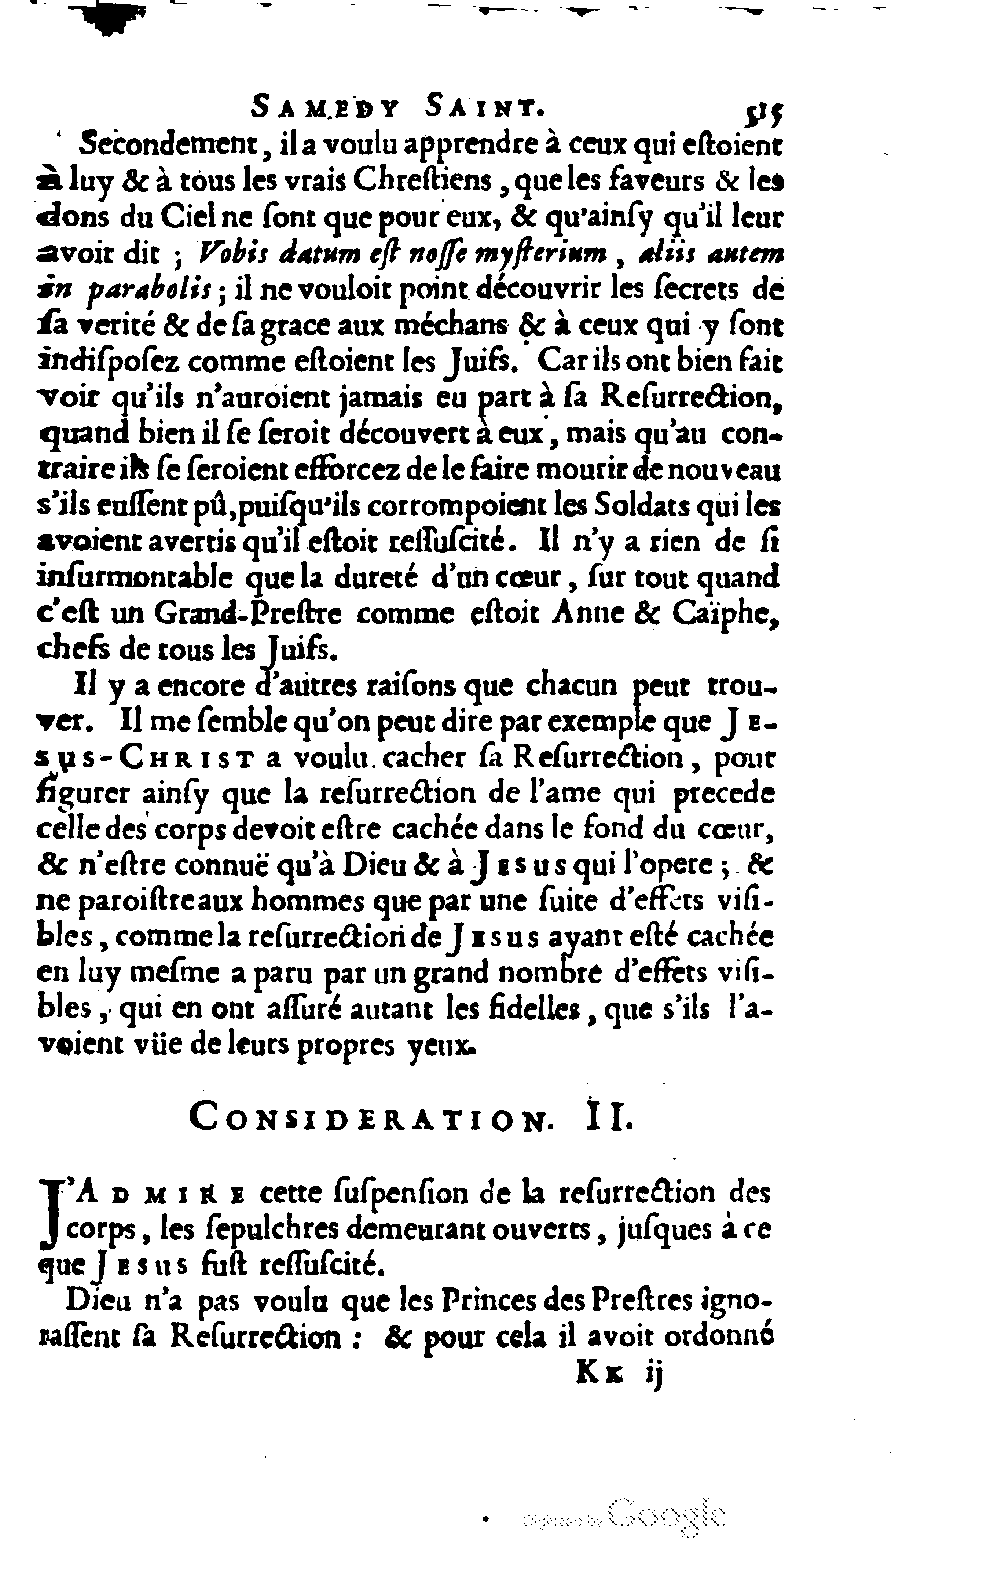 SAMEDY SAINT. 515
Secondement, il a voulu apprendre à ceux qui eſtoient
à luy & à tous les vrais Chreſtiens, que les faveurs & les
dons du Ciel ne ſont que pour eux, & qu'ainſy qu'il leur
avoit dit ; Vobis datum eſt noſſe myſterium, aliis autem
in parabolis ; il ne vouloit point découvrir les ſecrets de
ſa verité & de ſa grace aux méchans & à ceux qui y ſont
indiſpoſez comme eſtoient les Juifs. Car ils ont bien fait
voir qu'ils n'auroient jamais eu part à ſa Reſurrection,
quand bien il ſe ſeroit découvert à eux, mais qu'au con-
traire ils ſe ſeroient efforcez de le faire mourir de nouveau
s'ils euſſent pû, puiſqu'ils corrompoient les Soldats qui les
avoient avertis qu'il eſtoit reſſuſcité. Il n'y a rien de ſi
inſurmontable que la dureté d'un cœur, ſur tout quand
c'eſt un Grand-Preſtre comme eſtoit Anne & Caïphe,
chefs de tous les Juifs.
Il y a encore d'autres raiſons que chacun peut trou-
ver. Il me ſemble qu'on peut dire par exemple que JE-
SUS-CHRIST a voulu cacher ſa Reſurrection, pour
figurer ainſy que la reſurrection de l'ame qui precede
celle des corps devoit eſtre cachée dans le fond du cœur,
& n'eſtre connuë qu'à Dieu & à JESUS qui l'opere ; &
ne paroiſtre aux hommes que par une ſuite d'effets viſi-
bles, comme la reſurrection de JESUS ayant eſté cachée
en luy meſme a paru par un grand nombre d'effets viſi-
bles, qui en ont aſſuré autant les fidelles, que s'ils l'a-
voient vüe de leurs propres yeux.
CONSIDERATION. II.
J'ADMIRE cette ſuſpenſion de la reſurrection des
corps, les ſepulchres demeurant ouverts, juſques à ce
que JESUS fuſt reſſuſcité.
Dieu n'a pas voulu que les Princes des Preſtres igno-
raſſent ſa Reſurrection : & pour cela il avoit ordonné
KK ij
Digitized by Google